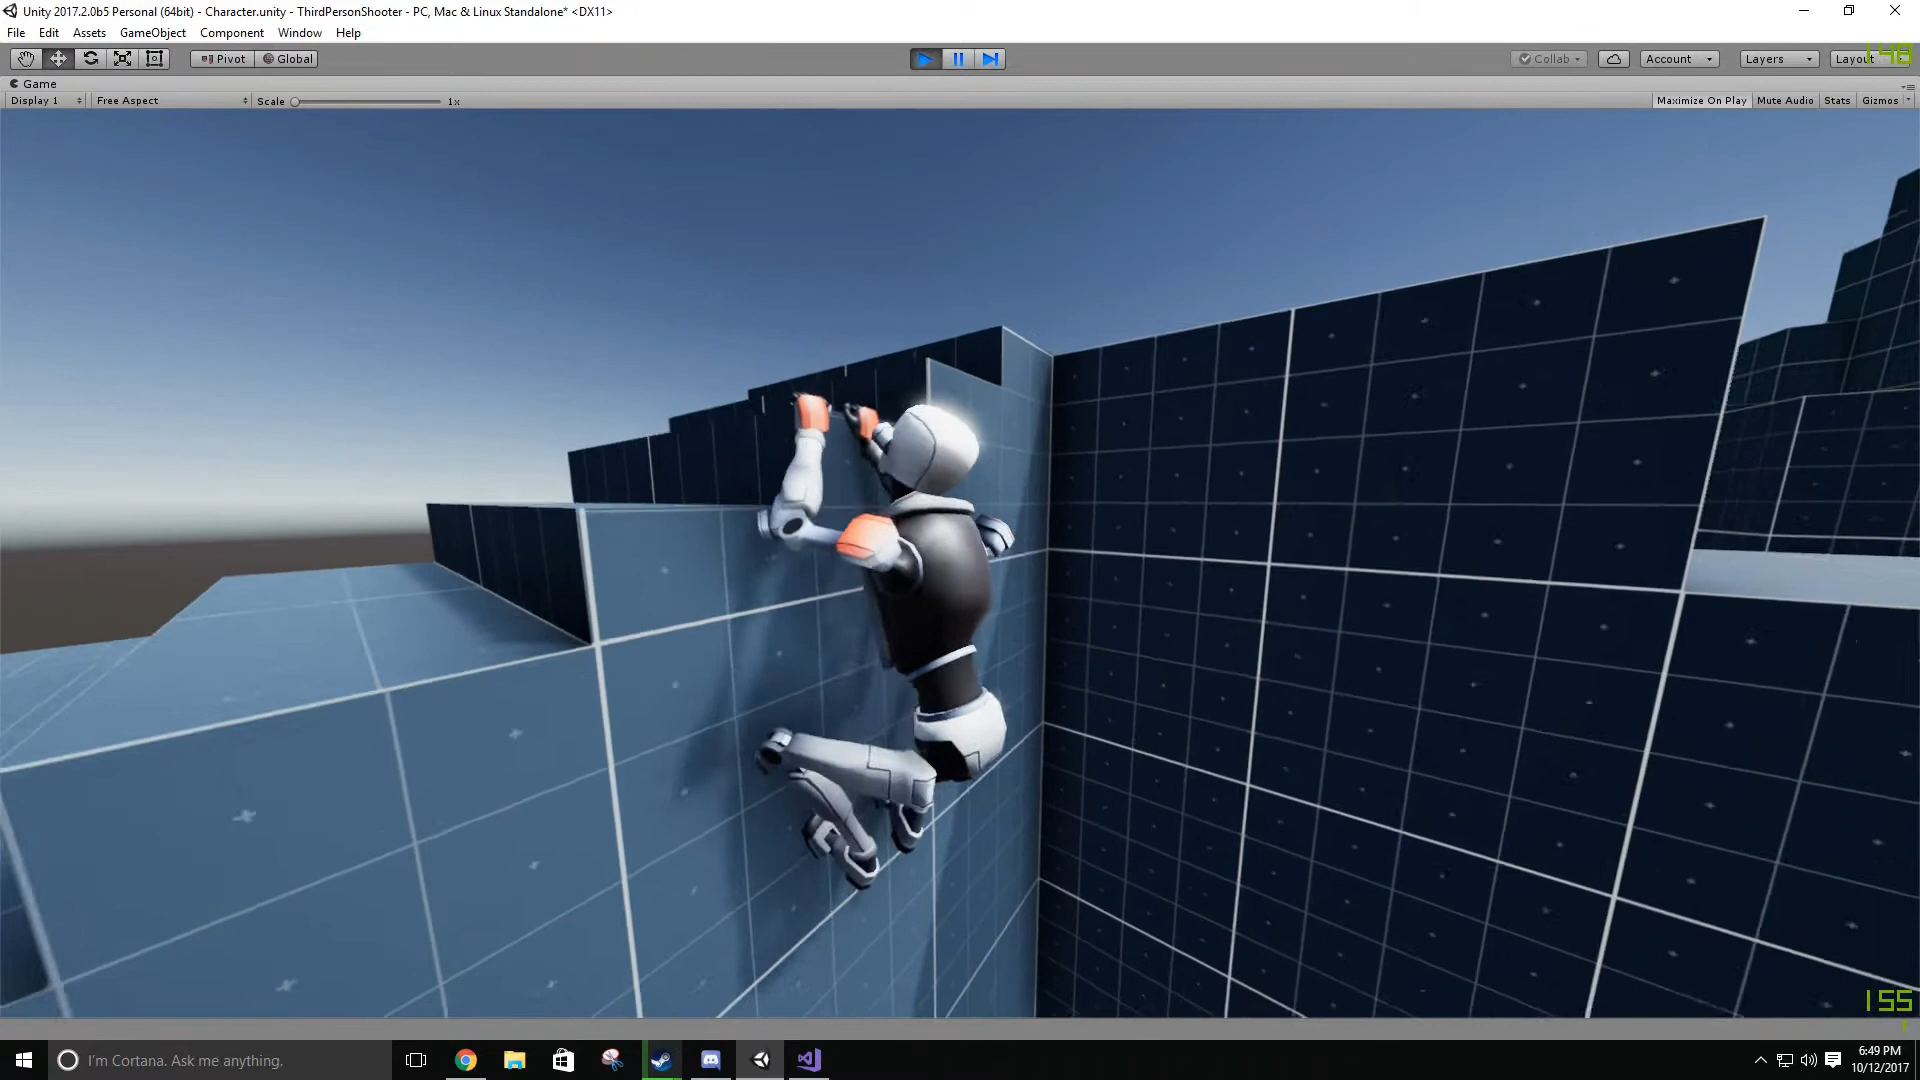 Unity 2017.2.0b5 Personal (64bit) - Character.unity - ThirdPersonShooter - PC, Mac & Linux Standalone* <DX11>
File Edit Assets GameObject Component Window Help
Pivot Global Collab Account Layers Layout
148
Game
Display 1 Free Aspect Scale 1x Maximize On Play Mute Audio Stats Gizmos
155
I'm Cortana. Ask me anything.
6:49 PM
10/12/2017